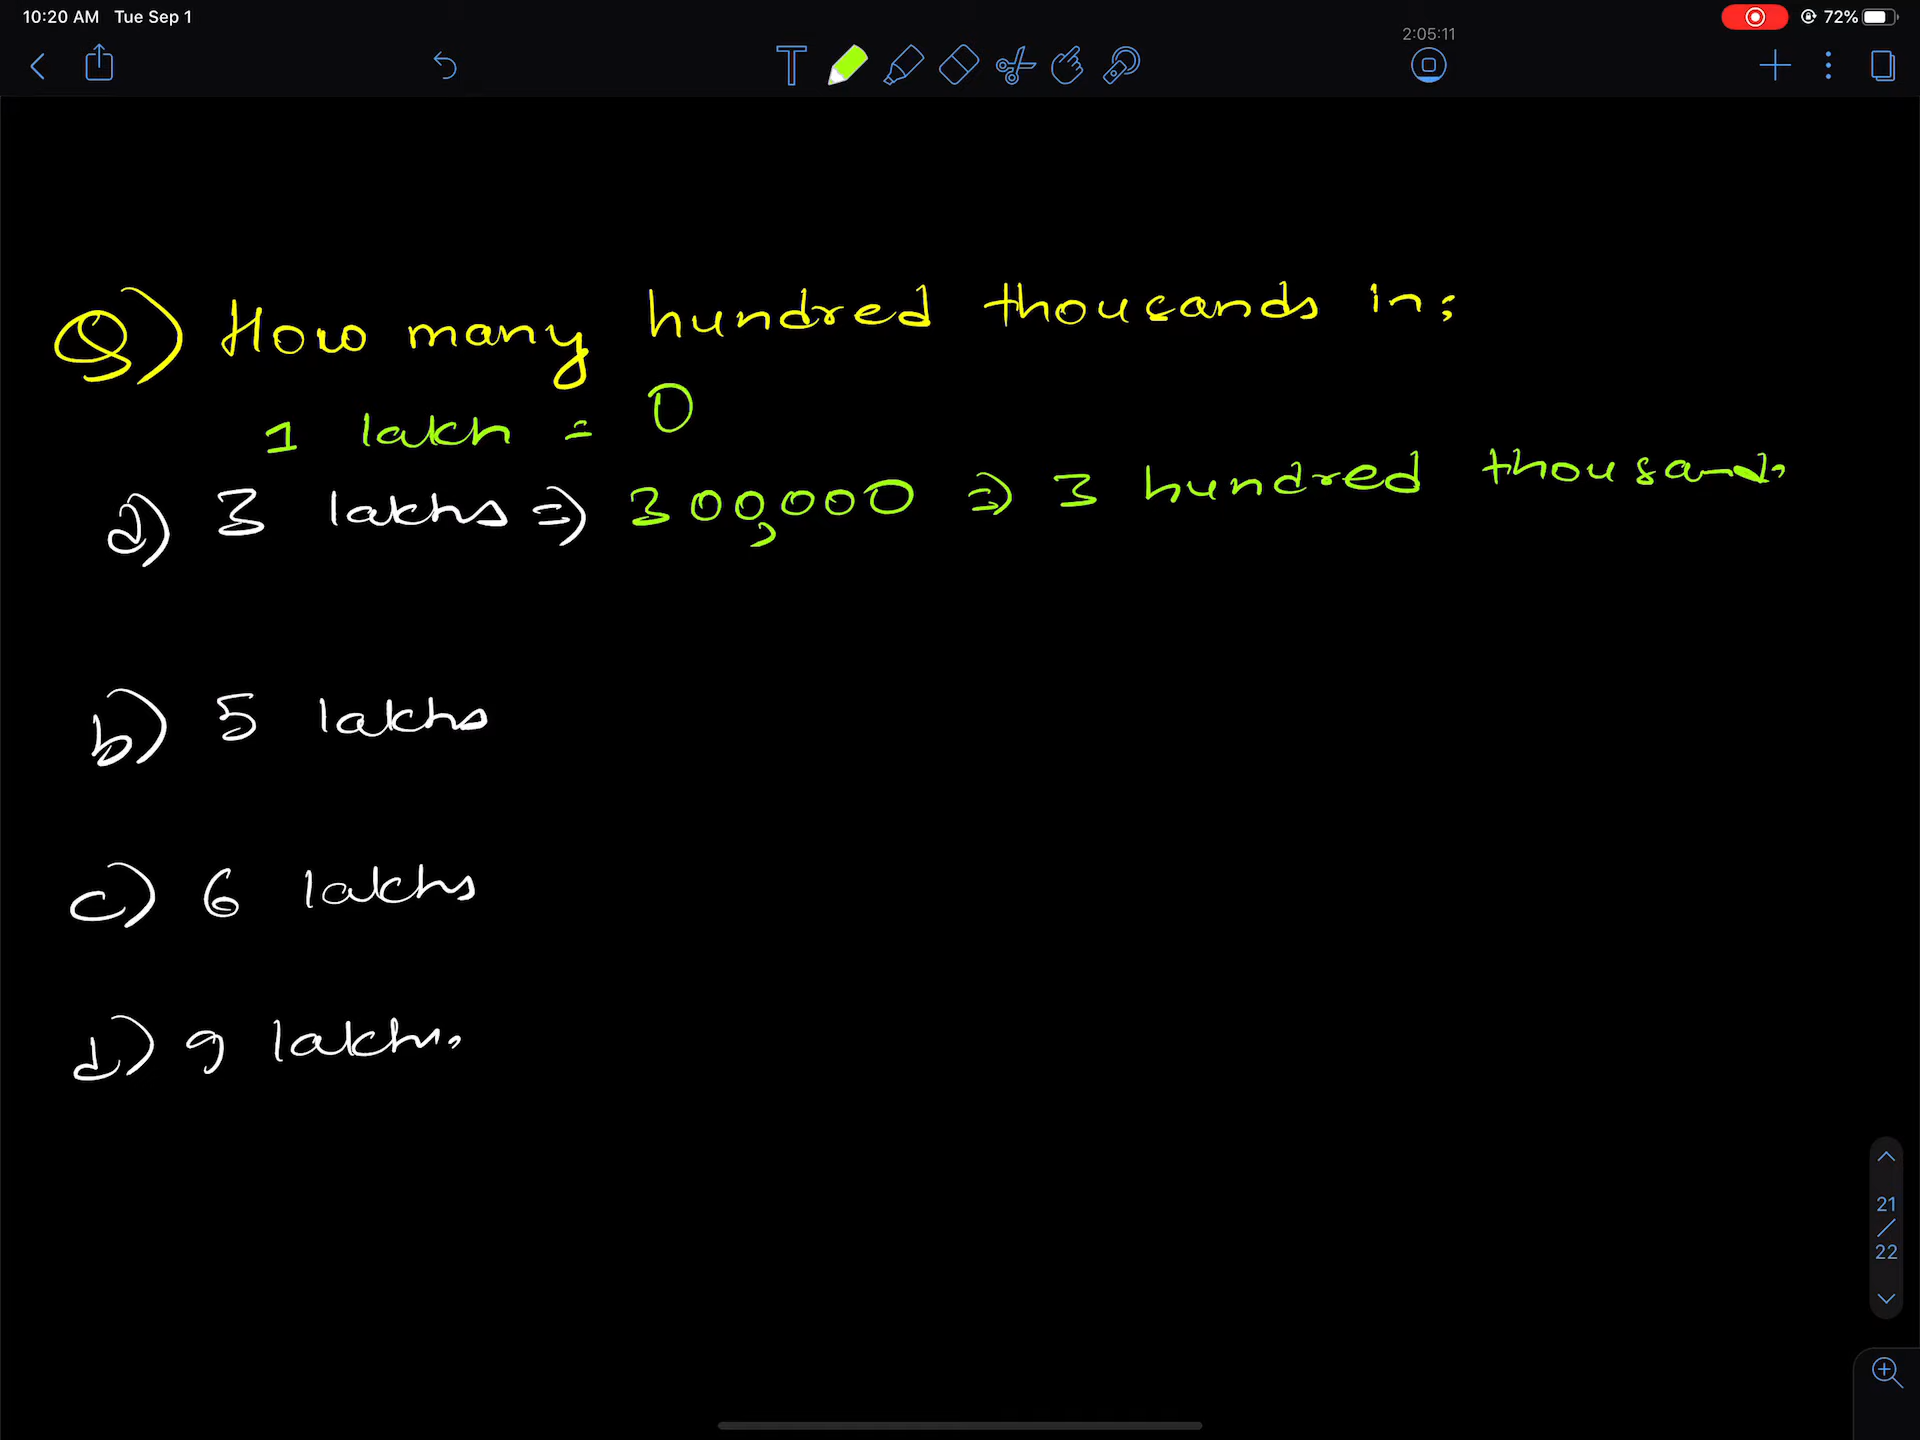 10:20 AM Tue Sep 1
72%
2:05:11
Q) How many hundred thousands in:
1 lakh = 0
a) 3 lakhs => 300,000 => 3 hundred thousands
b) 5 lakhs
c) 6 lakhs
d) 9 lakhs
21
/
22